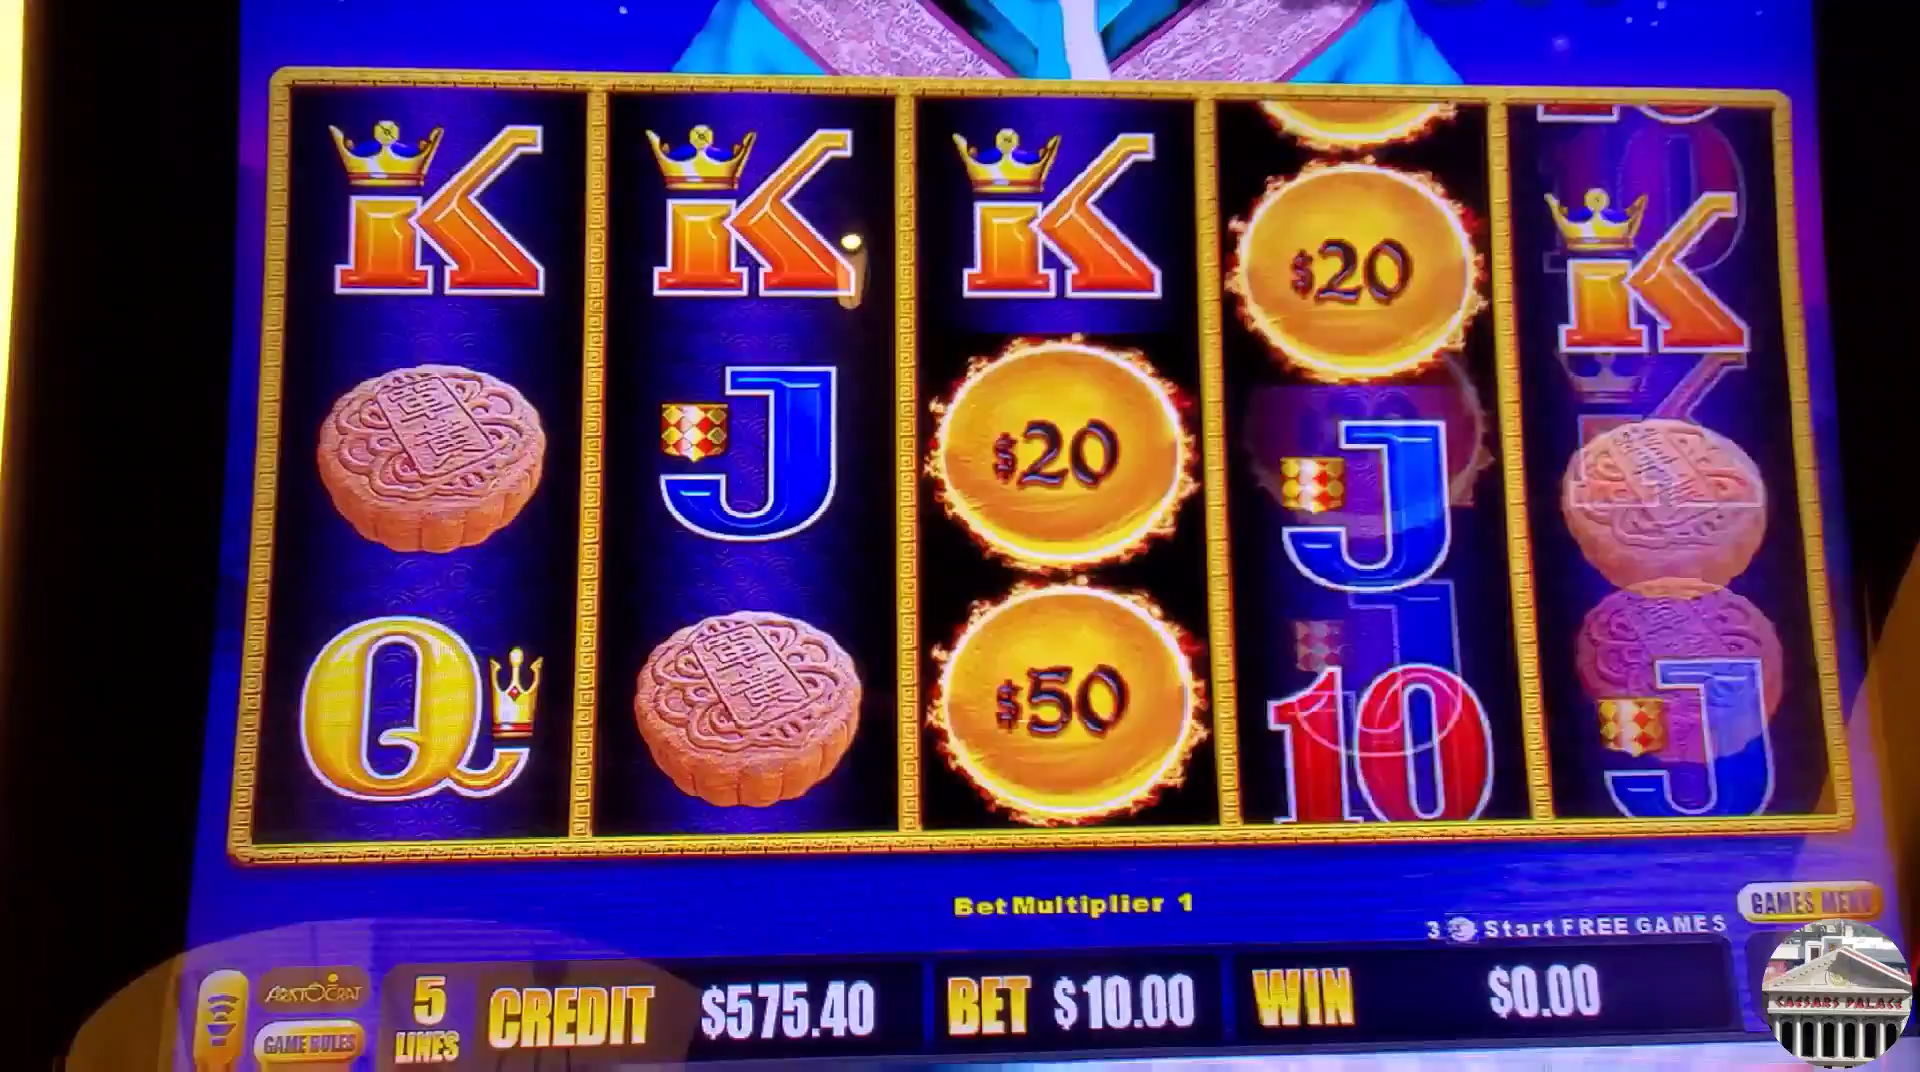 K K K
$20
K
J
$20
J
Q
$50
10
J
Bet Multiplier 1
GAMES MENU
3 Start FREE GAMES
ARISTOCRAT
GAME RULES
5 LINES
CREDIT $575.40
BET $10.00
WIN $0.00
CAESARS PALACE